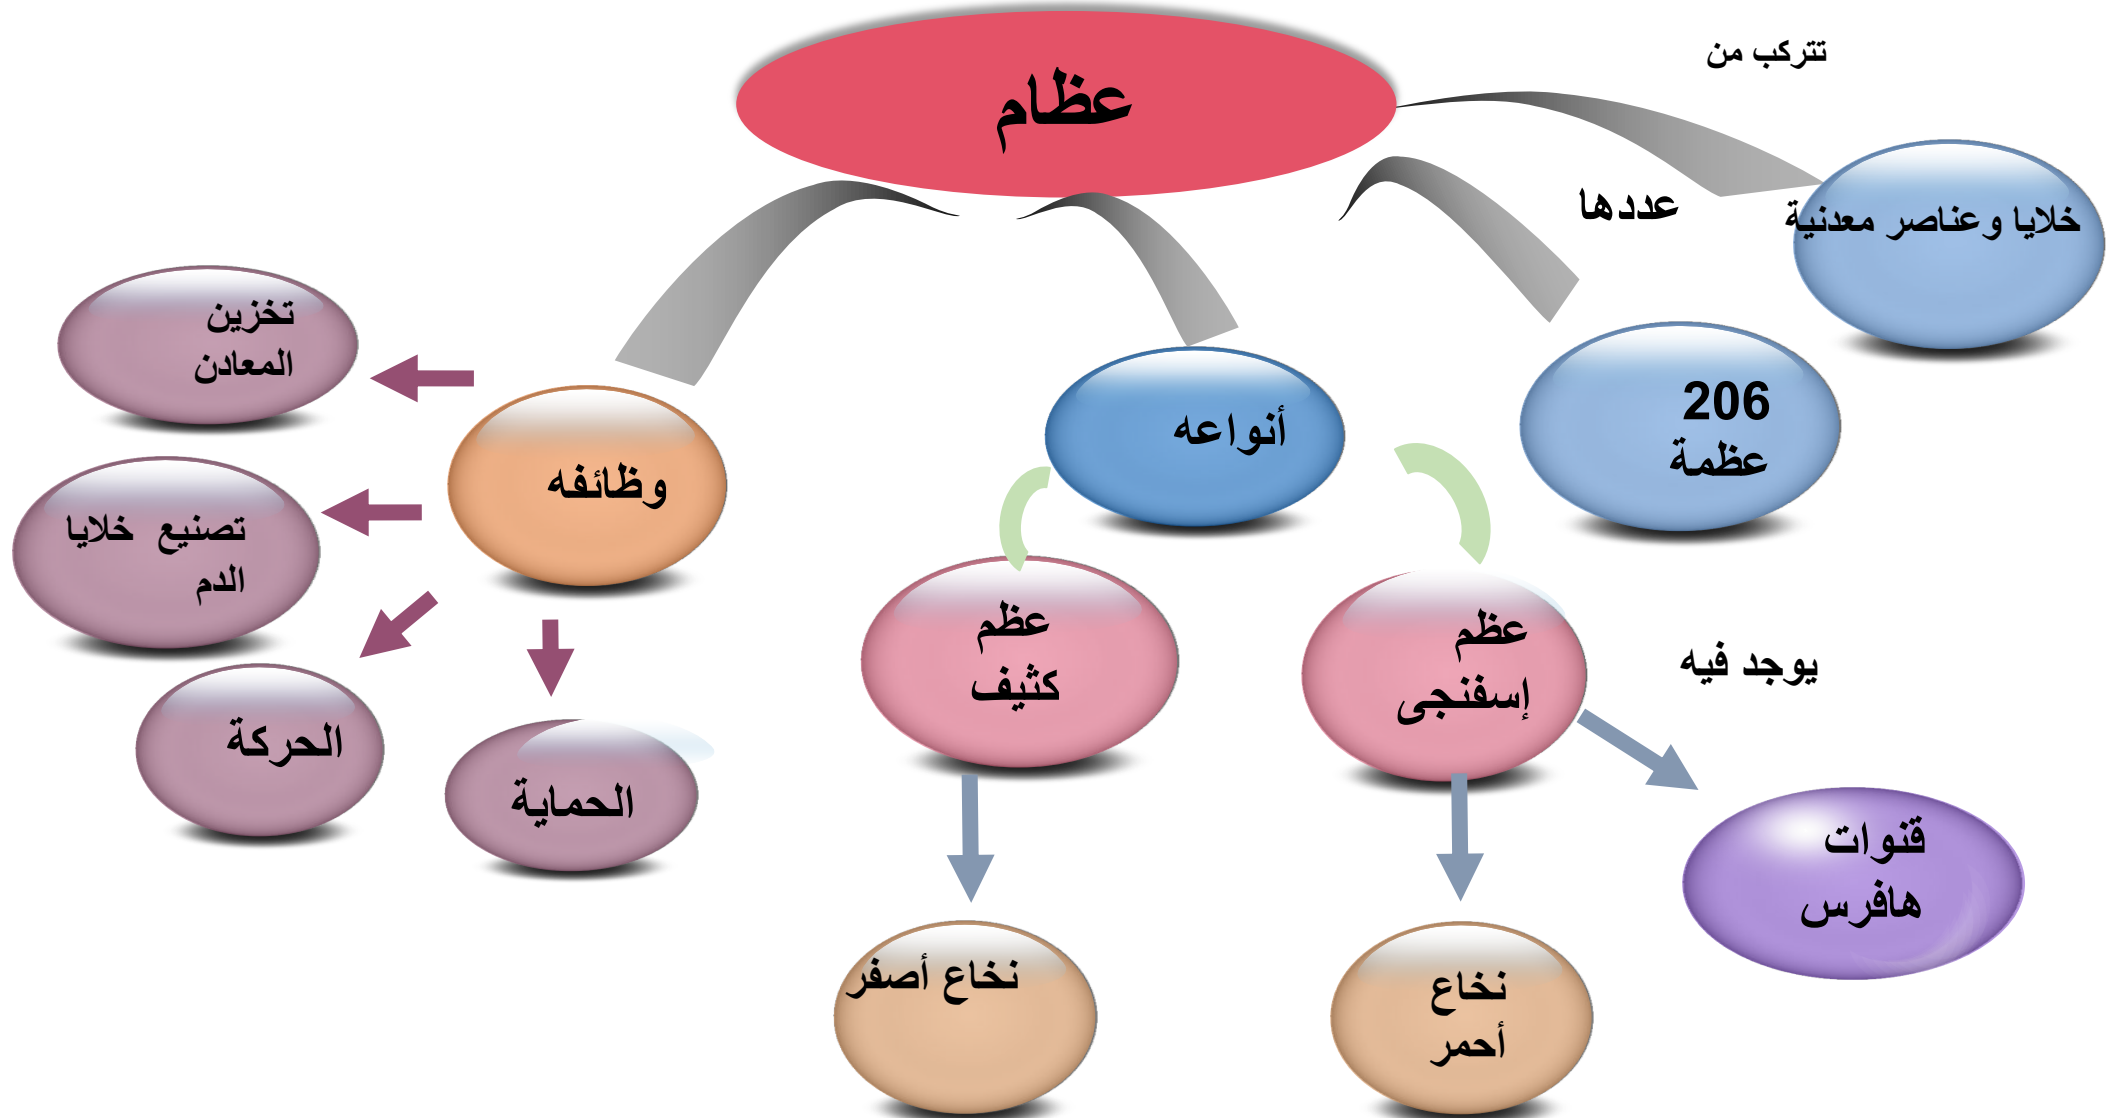 عظام
تتركب من
خلايا وعناصر معدنية
عددها
206
عظمة
أنواعه
وظائفه
تخزين
المعادن
تصنيع خلايا
الدم
الحركة
الحماية
عظم
إسفنجى
يوجد فيه
قنوات
هافرس
نخاع
أحمر
عظم
كثيف
نخاع أصفر